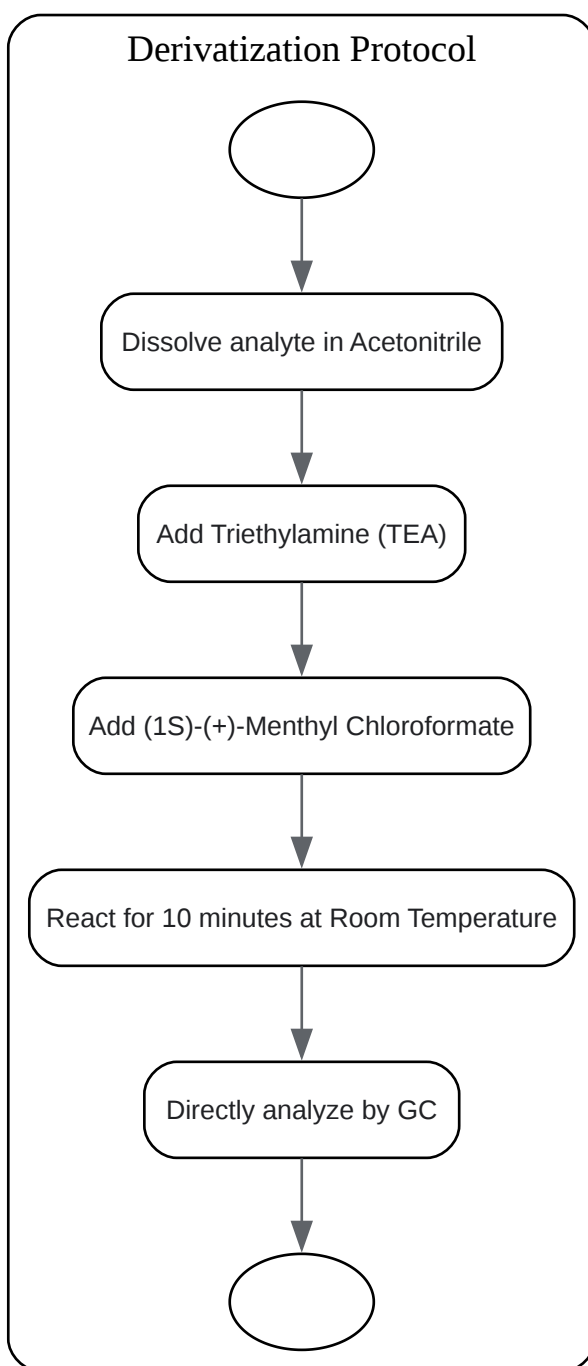 Derivatization Protocol
Dissolve analyte in Acetonitrile
Add Triethylamine (TEA)
Add (1S)-(+)-Menthyl Chloroformate
React for 10 minutes at Room Temperature
Directly analyze by GC